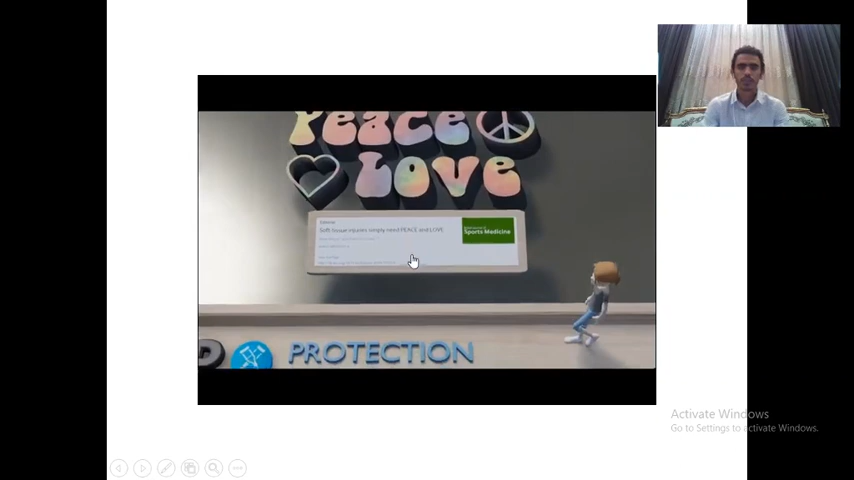 Peace
Love
Editorial
Soft tissue injuries simply need PEACE and LOVE
Sports Medicine
PROTECTION
Activate Windows
Go to Settings to activate Windows.